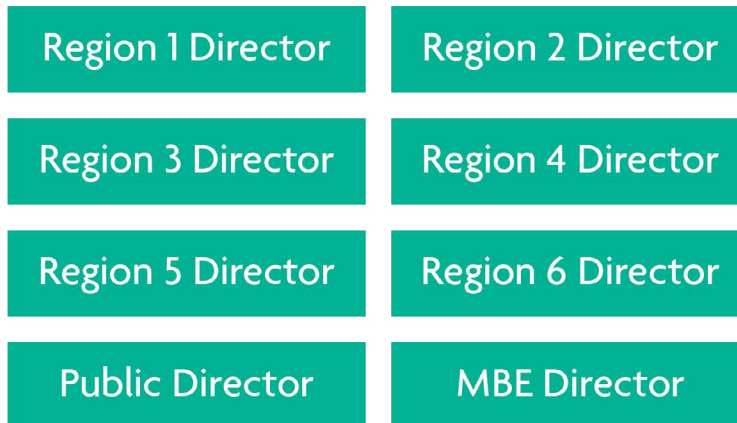 Region 1 Director
Region 2 Director
Region 3 Director
Region 4 Director
Region 5 Director
Region 6 Director
Public Director
MBE Director